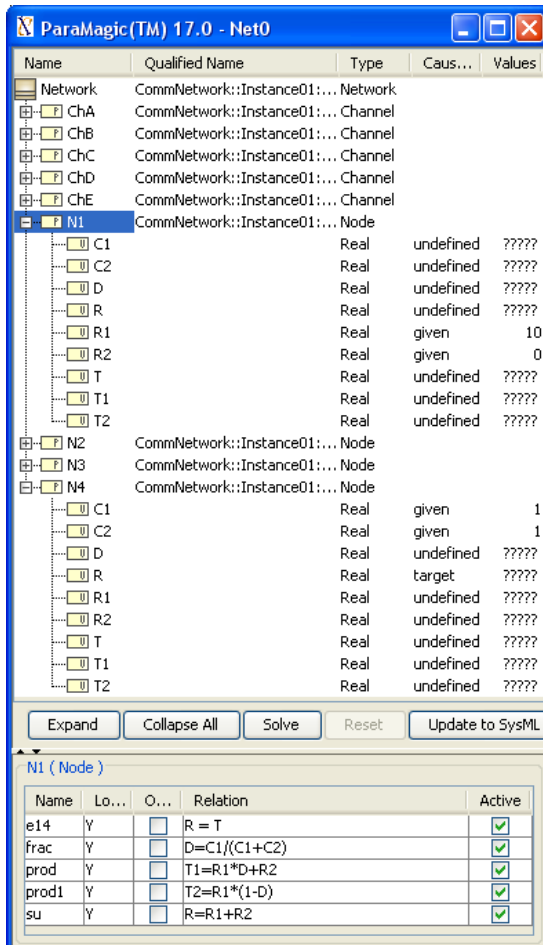 ParaMagic(TM) 17.0 - Net0
Name Qualified Name Type Caus... Values
Network CommNetwork::Instance01:... Network
ChA CommNetwork::Instance01:... Channel
ChB CommNetwork::Instance01:... Channel
ChC CommNetwork::Instance01:... Channel
ChD CommNetwork::Instance01:... Channel
ChE CommNetwork::Instance01:... Channel
N1 CommNetwork::Instance01:... Node
C1 Real undefined ?????
C2 Real undefined ?????
D Real undefined ?????
R Real undefined ?????
R1 Real given 10
R2 Real given 0
T Real undefined ?????
T1 Real undefined ?????
T2 Real undefined ?????
N2 CommNetwork::Instance01:... Node
N3 CommNetwork::Instance01:... Node
N4 CommNetwork::Instance01:... Node
C1 Real given 1
C2 Real given 1
D Real undefined ?????
R Real target ?????
R1 Real undefined ?????
R2 Real undefined ?????
T Real undefined ?????
T1 Real undefined ?????
T2 Real undefined ?????
Expand Collapse All Solve Reset Update to SysML
N1 ( Node )
Name Lo... O... Relation Active
e14 Y R = T
frac Y D=C1/(C1+C2)
prod Y T1=R1*D+R2
prod1 Y T2=R1*(1-D)
su Y R=R1+R2